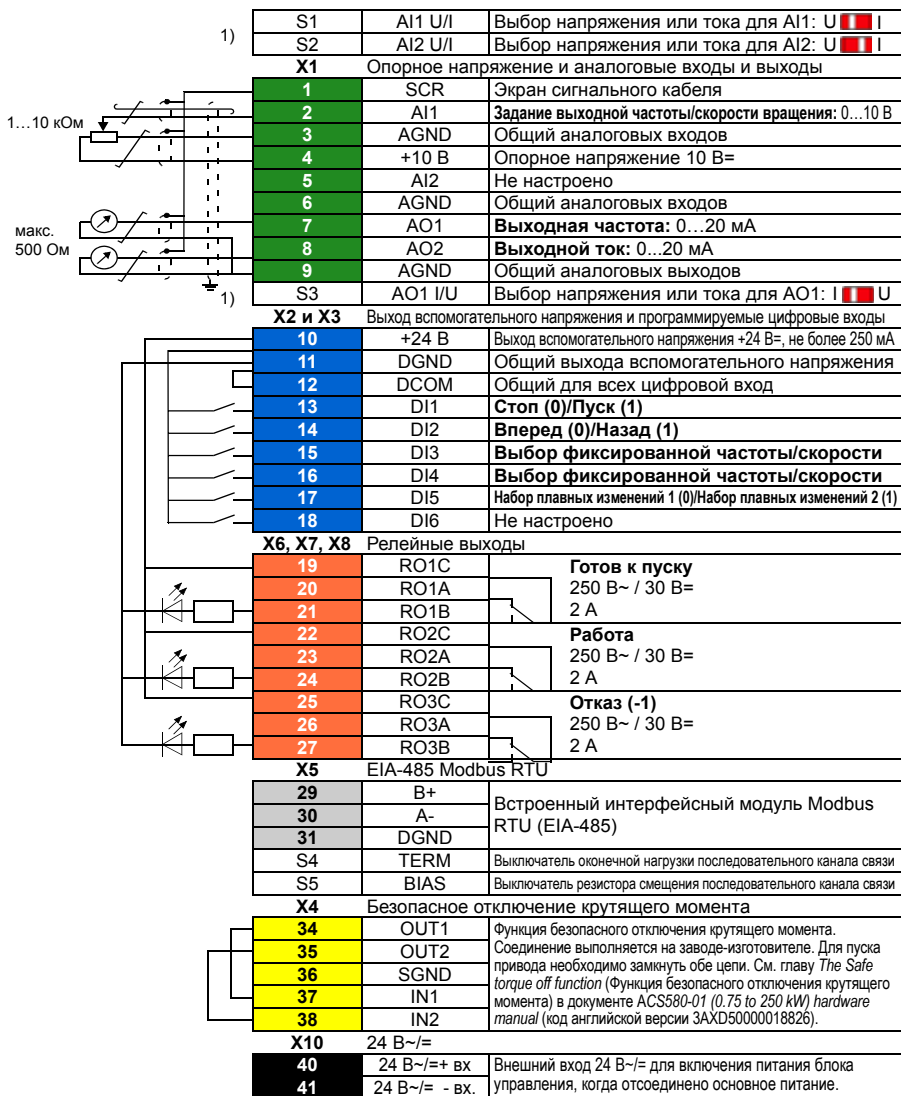 1)
S1 AI1 U/I Выбор напряжения или тока для AI1: U I
S2 AI2 U/I Выбор напряжения или тока для AI2: U I
X1 Опорное напряжение и аналоговые входы и выходы
1 SCR Экран сигнального кабеля
1…10 кОм
2 AI1 Задание выходной частоты/скорости вращения: 0…10 В
3 AGND Общий аналоговых входов
4 +10 В Опорное напряжение 10 В=
5 AI2 Не настроено
6 AGND Общий аналоговых входов
макс.
500 Ом
7 AO1 Выходная частота: 0…20 мА
8 AO2 Выходной ток: 0...20 мА
9 AGND Общий аналоговых выходов
1)
S3 AO1 I/U Выбор напряжения или тока для AO1: I U
X2 и X3 Выход вспомогательного напряжения и программируемые цифровые входы
10 +24 В Выход вспомогательного напряжения +24 В=, не более 250 мА
11 DGND Общий выхода вспомогательного напряжения
12 DCOM Общий для всех цифровой вход
13 DI1 Стоп (0)/Пуск (1)
14 DI2 Вперед (0)/Назад (1)
15 DI3 Выбор фиксированной частоты/скорости
16 DI4 Выбор фиксированной частоты/скорости
17 DI5 Набор плавных изменений 1 (0)/Набор плавных изменений 2 (1)
18 DI6 Не настроено
X6, X7, X8 Релейные выходы
19 RO1C Готов к пуску
20 RO1A 250 В~ / 30 В=
21 RO1B 2 А
22 RO2C Работа
23 RO2A 250 В~ / 30 В=
24 RO2B 2 А
25 RO3C Отказ (-1)
26 RO3A 250 В~ / 30 В=
27 RO3B 2 А
X5 EIA-485 Modbus RTU
29 B+
30 A-
31 DGND
Встроенный интерфейсный модуль Modbus
RTU (EIA-485)
S4 TERM Выключатель оконечной нагрузки последовательного канала связи
S5 BIAS Выключатель резистора смещения последовательного канала связи
X4 Безопасное отключение крутящего момента
34 OUT1
35 OUT2
36 SGND
37 IN1
38 IN2
Функция безопасного отключения крутящего момента.
Соединение выполняется на заводе-изготовителе. Для пуска
привода необходимо замкнуть обе цепи. См. главу The Safe
torque off function (Функция безопасного отключения крутящего
момента) в документе ACS580-01 (0.75 to 250 kW) hardware
manual (код английской версии 3AXD50000018826).
X10 24 В~/=
40 24 В~/=+ вх
41 24 В~/= - вх.
Внешний вход 24 В~/= для включения питания блока
управления, когда отсоединено основное питание.